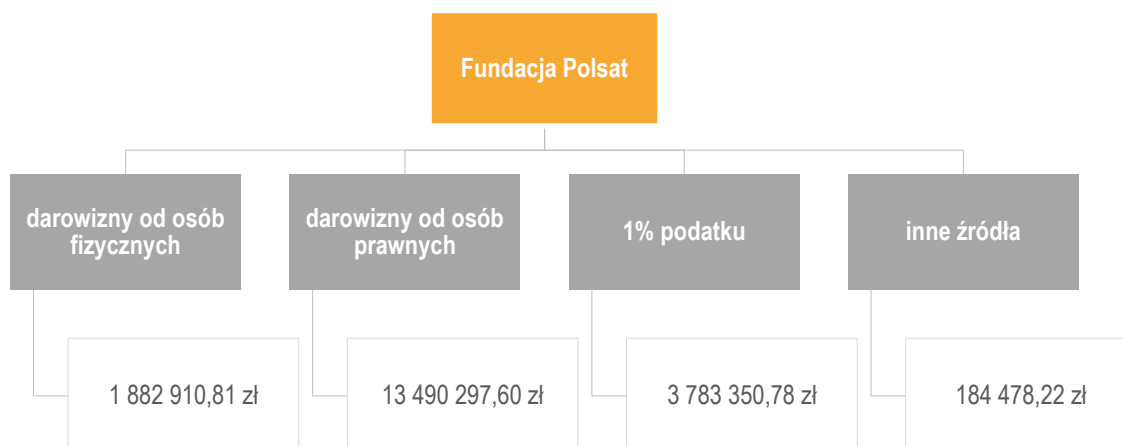 Fundacja Polsat
darowizny od osób
fizycznych
darowizny od osób
prawnych
1% podatku
inne źródła
1 882 910,81 zł
13 490 297,60 zł
3 783 350,78 zł
184 478,22 zł